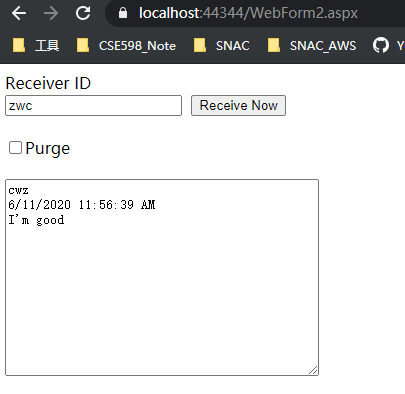 localhost:44344/WebForm2.aspx
工具 CSE598_Note SNAC SNAC_AWS Y
Receiver ID
zwc Receive Now
Purge
cwz
6/11/2020 11:56:39 AM
I'm good